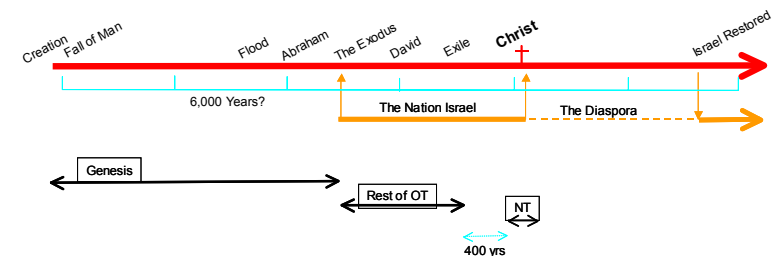 Creation
Fall of Man
Flood
Abraham
The Exodus
David
Exile
Christ
Israel Restored
6,000 Years?
The Nation Israel
The Diaspora
Genesis
Rest of OT
NT
400 yrs